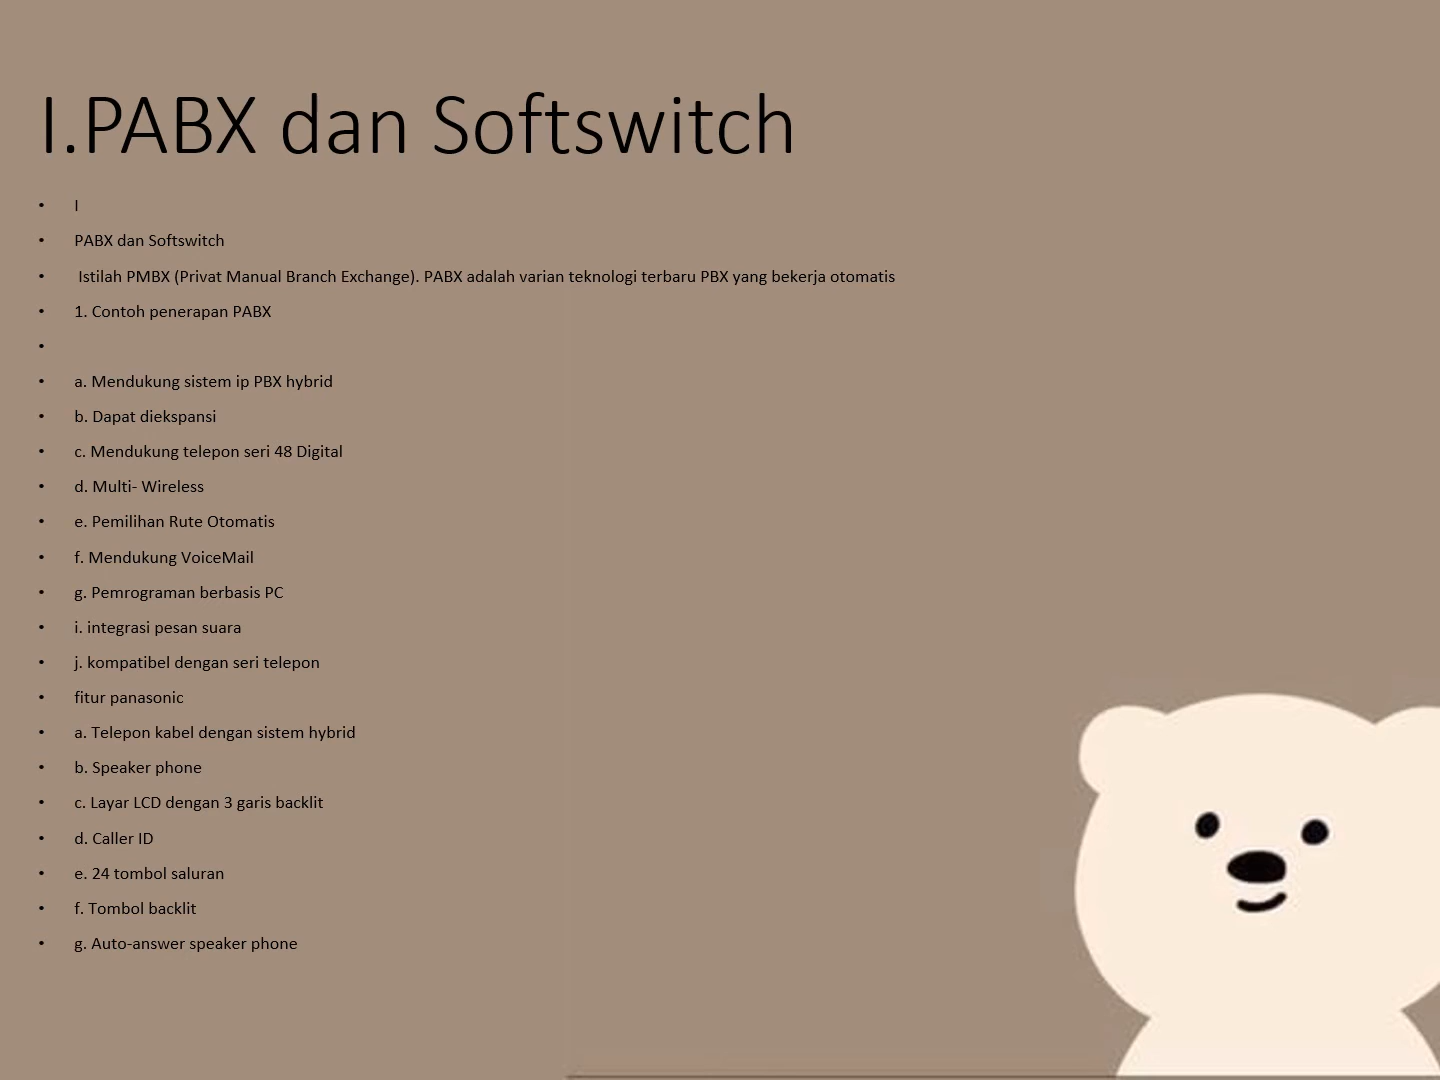 I.PABX dan Softswitch
• I
• PABX dan Softswitch
• Istilah PMBX (Privat Manual Branch Exchange). PABX adalah varian teknologi terbaru PBX yang bekerja otomatis
• 1. Contoh penerapan PABX
•
• a. Mendukung sistem ip PBX hybrid
• b. Dapat diekspansi
• c. Mendukung telepon seri 48 Digital
• d. Multi- Wireless
• e. Pemilihan Rute Otomatis
• f. Mendukung VoiceMail
• g. Pemrograman berbasis PC
• i. integrasi pesan suara
• j. kompatibel dengan seri telepon
• fitur panasonic
• a. Telepon kabel dengan sistem hybrid
• b. Speaker phone
• c. Layar LCD dengan 3 garis backlit
• d. Caller ID
• e. 24 tombol saluran
• f. Tombol backlit
• g. Auto-answer speaker phone